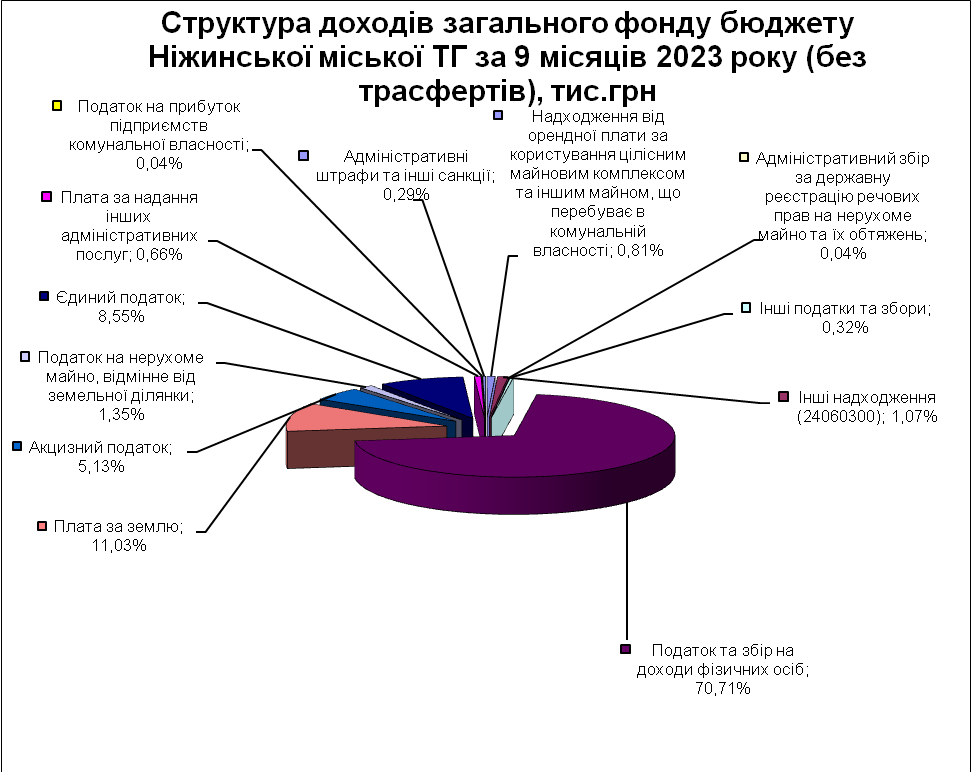 Структура доходів загального фонду бюджету
Ніжинської міської ТГ за 9 місяців 2023 року (без
трасфертів), тис.грн
Податок на прибуток
підприємств
комунальної власності;
0,04%
Адміністративні
штрафи та інші санкції;
0,29%
Надходження від
орендної плати за
користування цілісним
майновим комплексом
та іншим майном, що
перебуває в
комунальній
власності; 0,81%
Адміністративний збір
за державну
реєстрацію речових
прав на нерухоме
майно та їх обтяжень;
0,04%
Плата за надання
інших
адміністративних
послуг; 0,66%
Єдиний податок;
8,55%
Інші податки та збори;
0,32%
Податок на нерухоме
майно, відмінне від
земельної ділянки;
1,35%
Інші надходження
(24060300); 1,07%
Акцизний податок;
5,13%
Плата за землю;
11,03%
Податок та збір на
доходи фізичних осіб;
70,71%